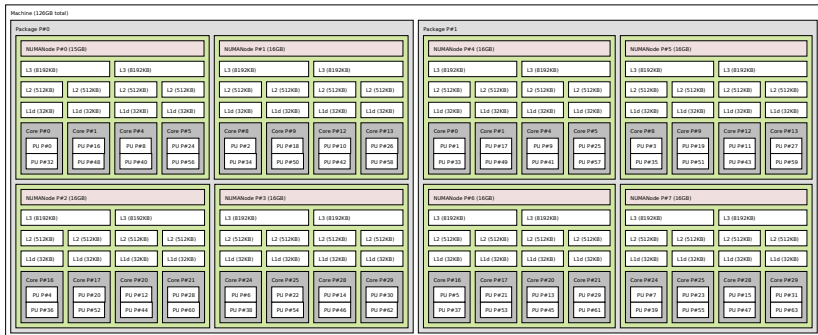 Machine (126GB total)
Package P#0
Package P#1
NUMANode P#0 (15GB)
NUMANode P#1 (16GB)
NUMANode P#4 (16GB)
NUMANode P#5 (16GB)
L3 (8192KB) L3 (8192KB) L3 (8192KB) L3 (8192KB) L3 (8192KB) L3 (8192KB) L3 (8192KB) L3 (8192KB)
L2 (512KB) L2 (512KB) L2 (512KB) L2 (512KB) L2 (512KB) L2 (512KB) L2 (512KB) L2 (512KB) L2 (512KB) L2 (512KB) L2 (512KB) L2 (512KB) L2 (512KB) L2 (512KB) L2 (512KB) L2 (512KB)
L1d (32KB) L1d (32KB) L1d (32KB) L1d (32KB) L1d (32KB) L1d (32KB) L1d (32KB) L1d (32KB) L1d (32KB) L1d (32KB) L1d (32KB) L1d (32KB) L1d (32KB) L1d (32KB) L1d (32KB) L1d (32KB)
Core P#0 Core P#1 Core P#4 Core P#5 Core P#8 Core P#9 Core P#12 Core P#13 Core P#0 Core P#1 Core P#4 Core P#5 Core P#8 Core P#9 Core P#12 Core P#13
PU P#0 PU P#16 PU P#8 PU P#24 PU P#2 PU P#18 PU P#10 PU P#26 PU P#1 PU P#17 PU P#9 PU P#25 PU P#3 PU P#19 PU P#11 PU P#27
PU P#32 PU P#48 PU P#40 PU P#56 PU P#34 PU P#50 PU P#42 PU P#58 PU P#33 PU P#49 PU P#41 PU P#57 PU P#35 PU P#51 PU P#43 PU P#59
NUMANode P#2 (16GB)
NUMANode P#3 (16GB)
NUMANode P#6 (16GB)
NUMANode P#7 (16GB)
L3 (8192KB) L3 (8192KB) L3 (8192KB) L3 (8192KB) L3 (8192KB) L3 (8192KB) L3 (8192KB) L3 (8192KB)
L2 (512KB) L2 (512KB) L2 (512KB) L2 (512KB) L2 (512KB) L2 (512KB) L2 (512KB) L2 (512KB) L2 (512KB) L2 (512KB) L2 (512KB) L2 (512KB) L2 (512KB) L2 (512KB) L2 (512KB) L2 (512KB)
L1d (32KB) L1d (32KB) L1d (32KB) L1d (32KB) L1d (32KB) L1d (32KB) L1d (32KB) L1d (32KB) L1d (32KB) L1d (32KB) L1d (32KB) L1d (32KB) L1d (32KB) L1d (32KB) L1d (32KB) L1d (32KB)
Core P#16 Core P#17 Core P#20 Core P#21 Core P#24 Core P#25 Core P#28 Core P#29 Core P#16 Core P#17 Core P#20 Core P#21 Core P#24 Core P#25 Core P#28 Core P#29
PU P#4 PU P#20 PU P#12 PU P#28 PU P#6 PU P#22 PU P#14 PU P#30 PU P#5 PU P#21 PU P#13 PU P#29 PU P#7 PU P#23 PU P#15 PU P#31
PU P#36 PU P#52 PU P#44 PU P#60 PU P#38 PU P#54 PU P#46 PU P#62 PU P#37 PU P#53 PU P#45 PU P#61 PU P#39 PU P#55 PU P#47 PU P#63